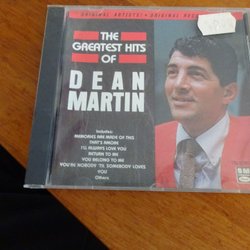 ORIGINAL ARTISTS • ORIGINAL
THE
GREATEST HITS
OF
DEAN
MARTIN
Includes:
MEMORIES ARE MADE OF THIS
THAT'S AMORE
I'LL ALWAYS LOVE YOU
RETURN TO ME
YOU BELONG TO ME
YOU'RE NOBODY 'TIL SOMEBODY LOVES
YOU
Others.